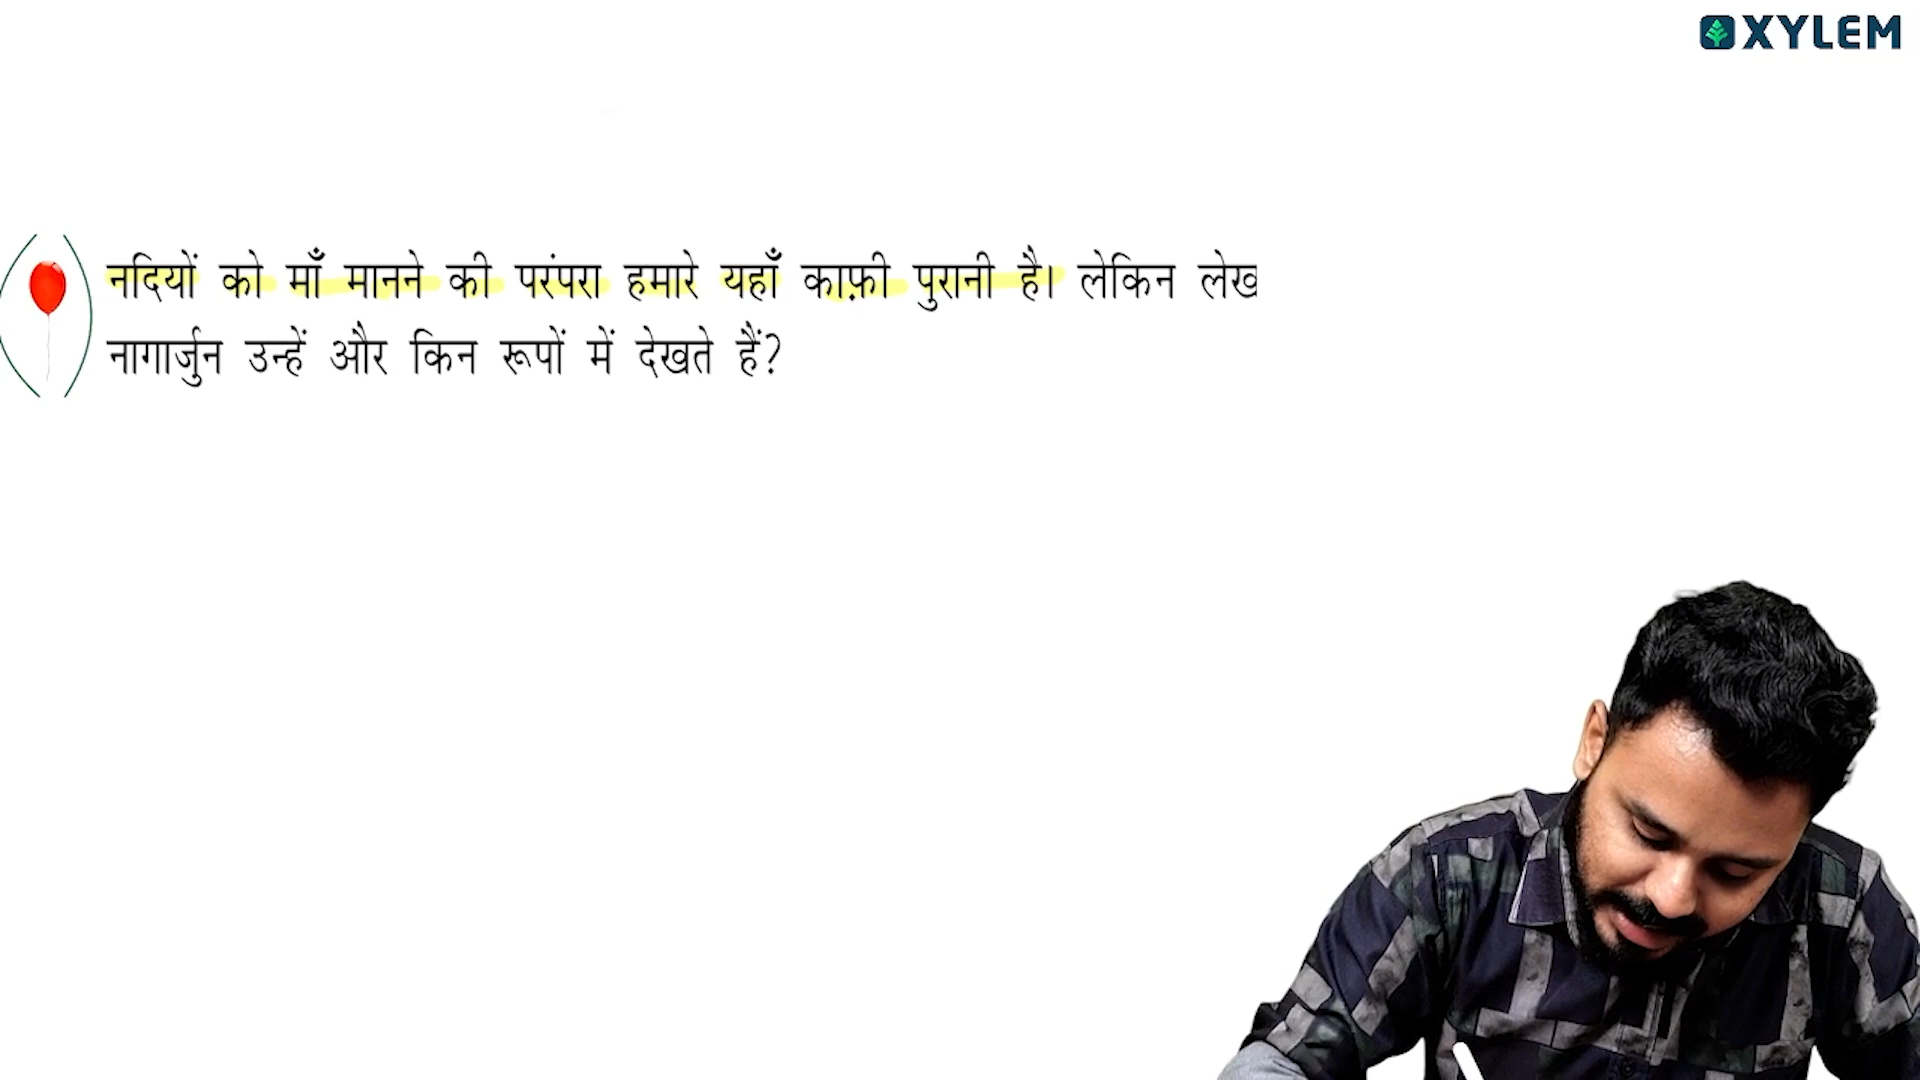 XYLEM
नदियों को माँ मानने की परंपरा हमारे यहाँ काफ़ी पुरानी है। लेकिन लेख
नागार्जुन उन्हें और किन रूपों में देखते हैं?